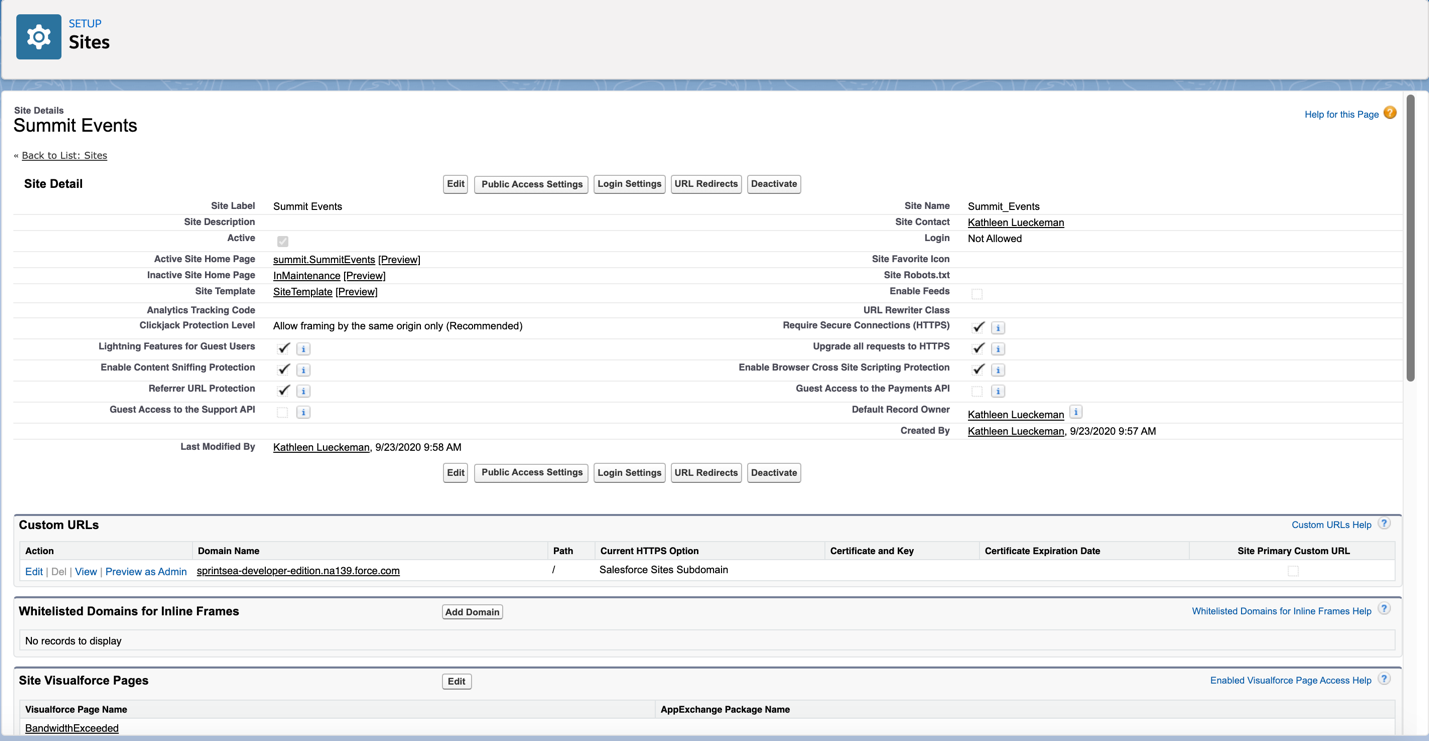 SETUP
Sites
Site Details
Summit Events
Help for this Page ?
« Back to List: Sites
Site Detail Edit Public Access Settings Login Settings URL Redirects Deactivate
Site Label Summit Events Site Name Summit_Events
Site Description Site Contact Kathleen Lueckeman
Active Login Not Allowed
Active Site Home Page summit.SummitEvents [Preview] Site Favorite Icon
Inactive Site Home Page InMaintenance [Preview] Site Robots.txt
Site Template SiteTemplate [Preview] Enable Feeds
Analytics Tracking Code URL Rewriter Class
Clickjack Protection Level Allow framing by the same origin only (Recommended) Require Secure Connections (HTTPS) i
Lightning Features for Guest Users i Upgrade all requests to HTTPS i
Enable Content Sniffing Protection i Enable Browser Cross Site Scripting Protection i
Referrer URL Protection i Guest Access to the Payments API i
Guest Access to the Support API i Default Record Owner Kathleen Lueckeman i
Created By Kathleen Lueckeman, 9/23/2020 9:57 AM
Last Modified By Kathleen Lueckeman, 9/23/2020 9:58 AM
Edit Public Access Settings Login Settings URL Redirects Deactivate
Custom URLs Custom URLs Help ?
Action Domain Name Path Current HTTPS Option Certificate and Key Certificate Expiration Date Site Primary Custom URL
Edit | Del | View | Preview as Admin sprintsea-developer-edition.na139.force.com / Salesforce Sites Subdomain
Whitelisted Domains for Inline Frames Add Domain Whitelisted Domains for Inline Frames Help ?
No records to display
Site Visualforce Pages Edit Enabled Visualforce Page Access Help ?
Visualforce Page Name AppExchange Package Name
BandwidthExceeded